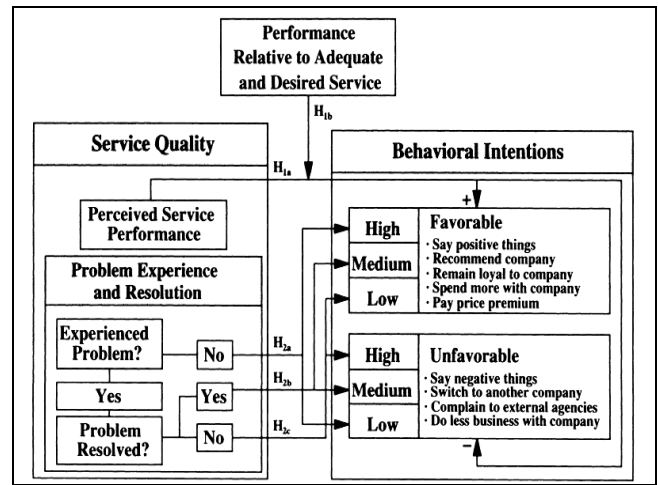 Performance
Relative to Adequate
and Desired Service
H1b
Service Quality
H1a
Perceived Service
Performance
Problem Experience
and Resolution
Experienced
Problem?
No
H2a
Yes
Yes
H2b
Problem
Resolved?
No
H2c
Behavioral Intentions
+
High
Medium
Low
Favorable
· Say positive things
· Recommend company
· Remain loyal to company
· Spend more with company
· Pay price premium
High
Medium
Low
Unfavorable
· Say negative things
· Switch to another company
· Complain to external agencies
· Do less business with company
−